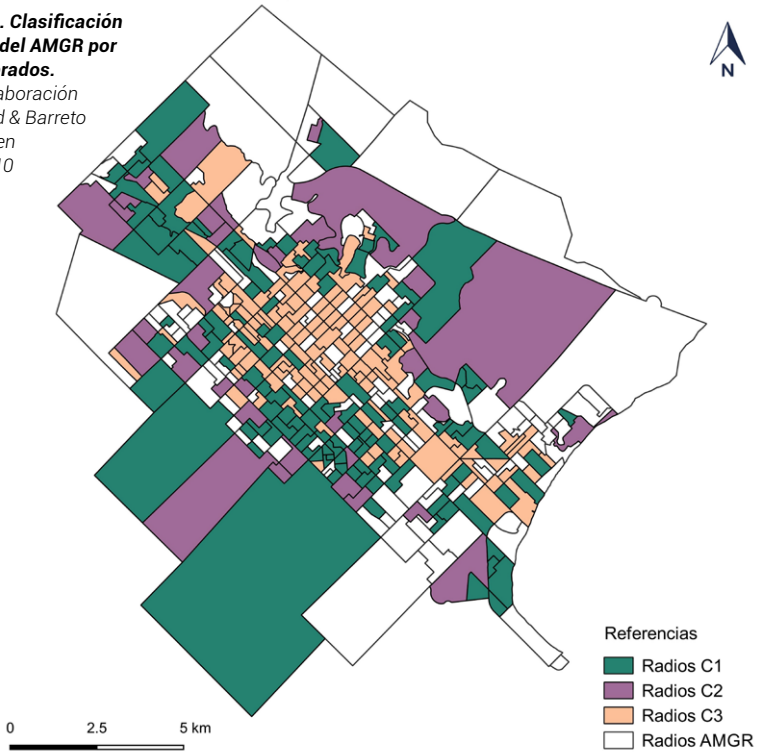 . Clasificación
del AMGR por
erados.
aboración
d & Barreto
en
10
N
Referencias
Radios C1
Radios C2
Radios C3
Radios AMGR
0 2.5 5 km